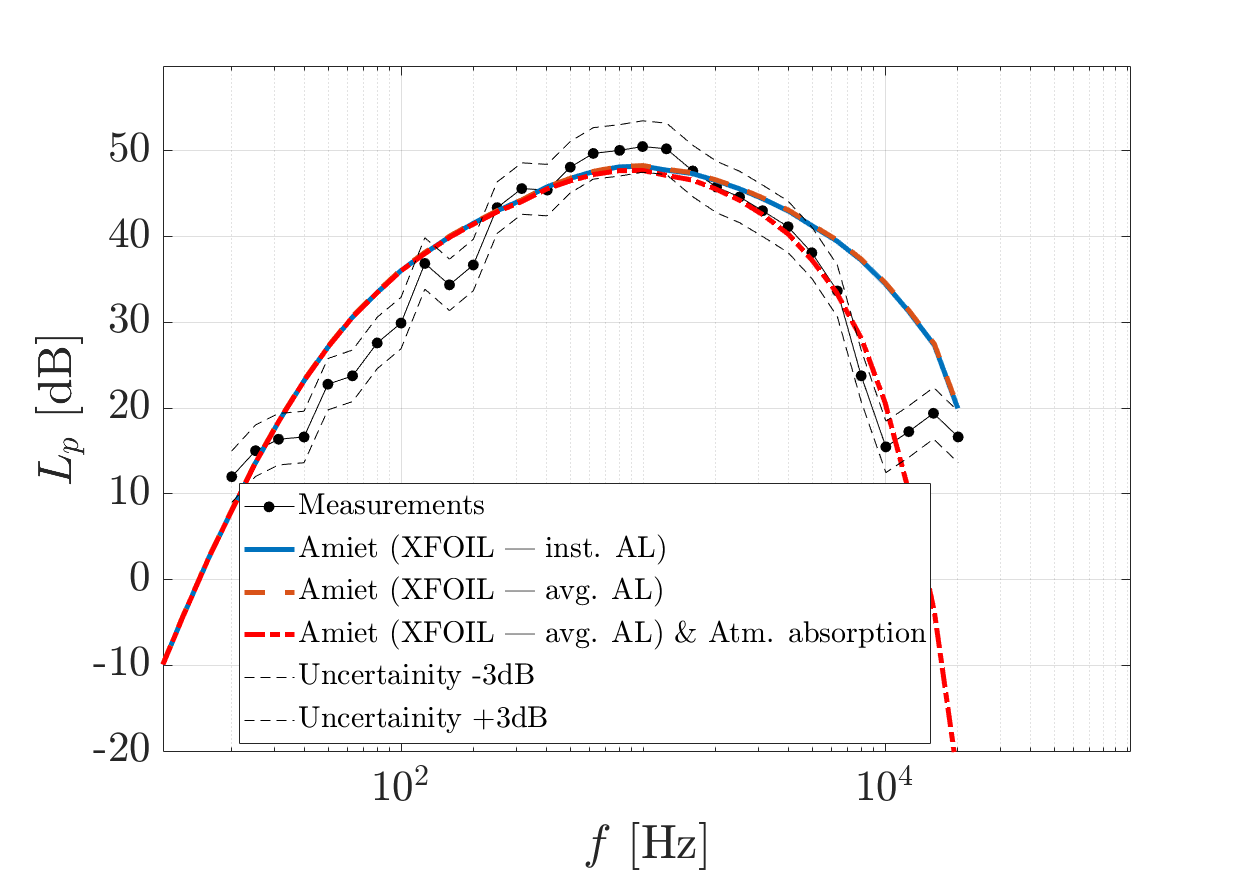 50
40
30
20
10
0
-10
-20
L_p [dB]
Measurements
Amiet (XFOIL — inst. AL)
Amiet (XFOIL — avg. AL)
Amiet (XFOIL — avg. AL) & Atm. absorption
Uncertainity -3dB
Uncertainity +3dB
10^2 10^4
f [Hz]